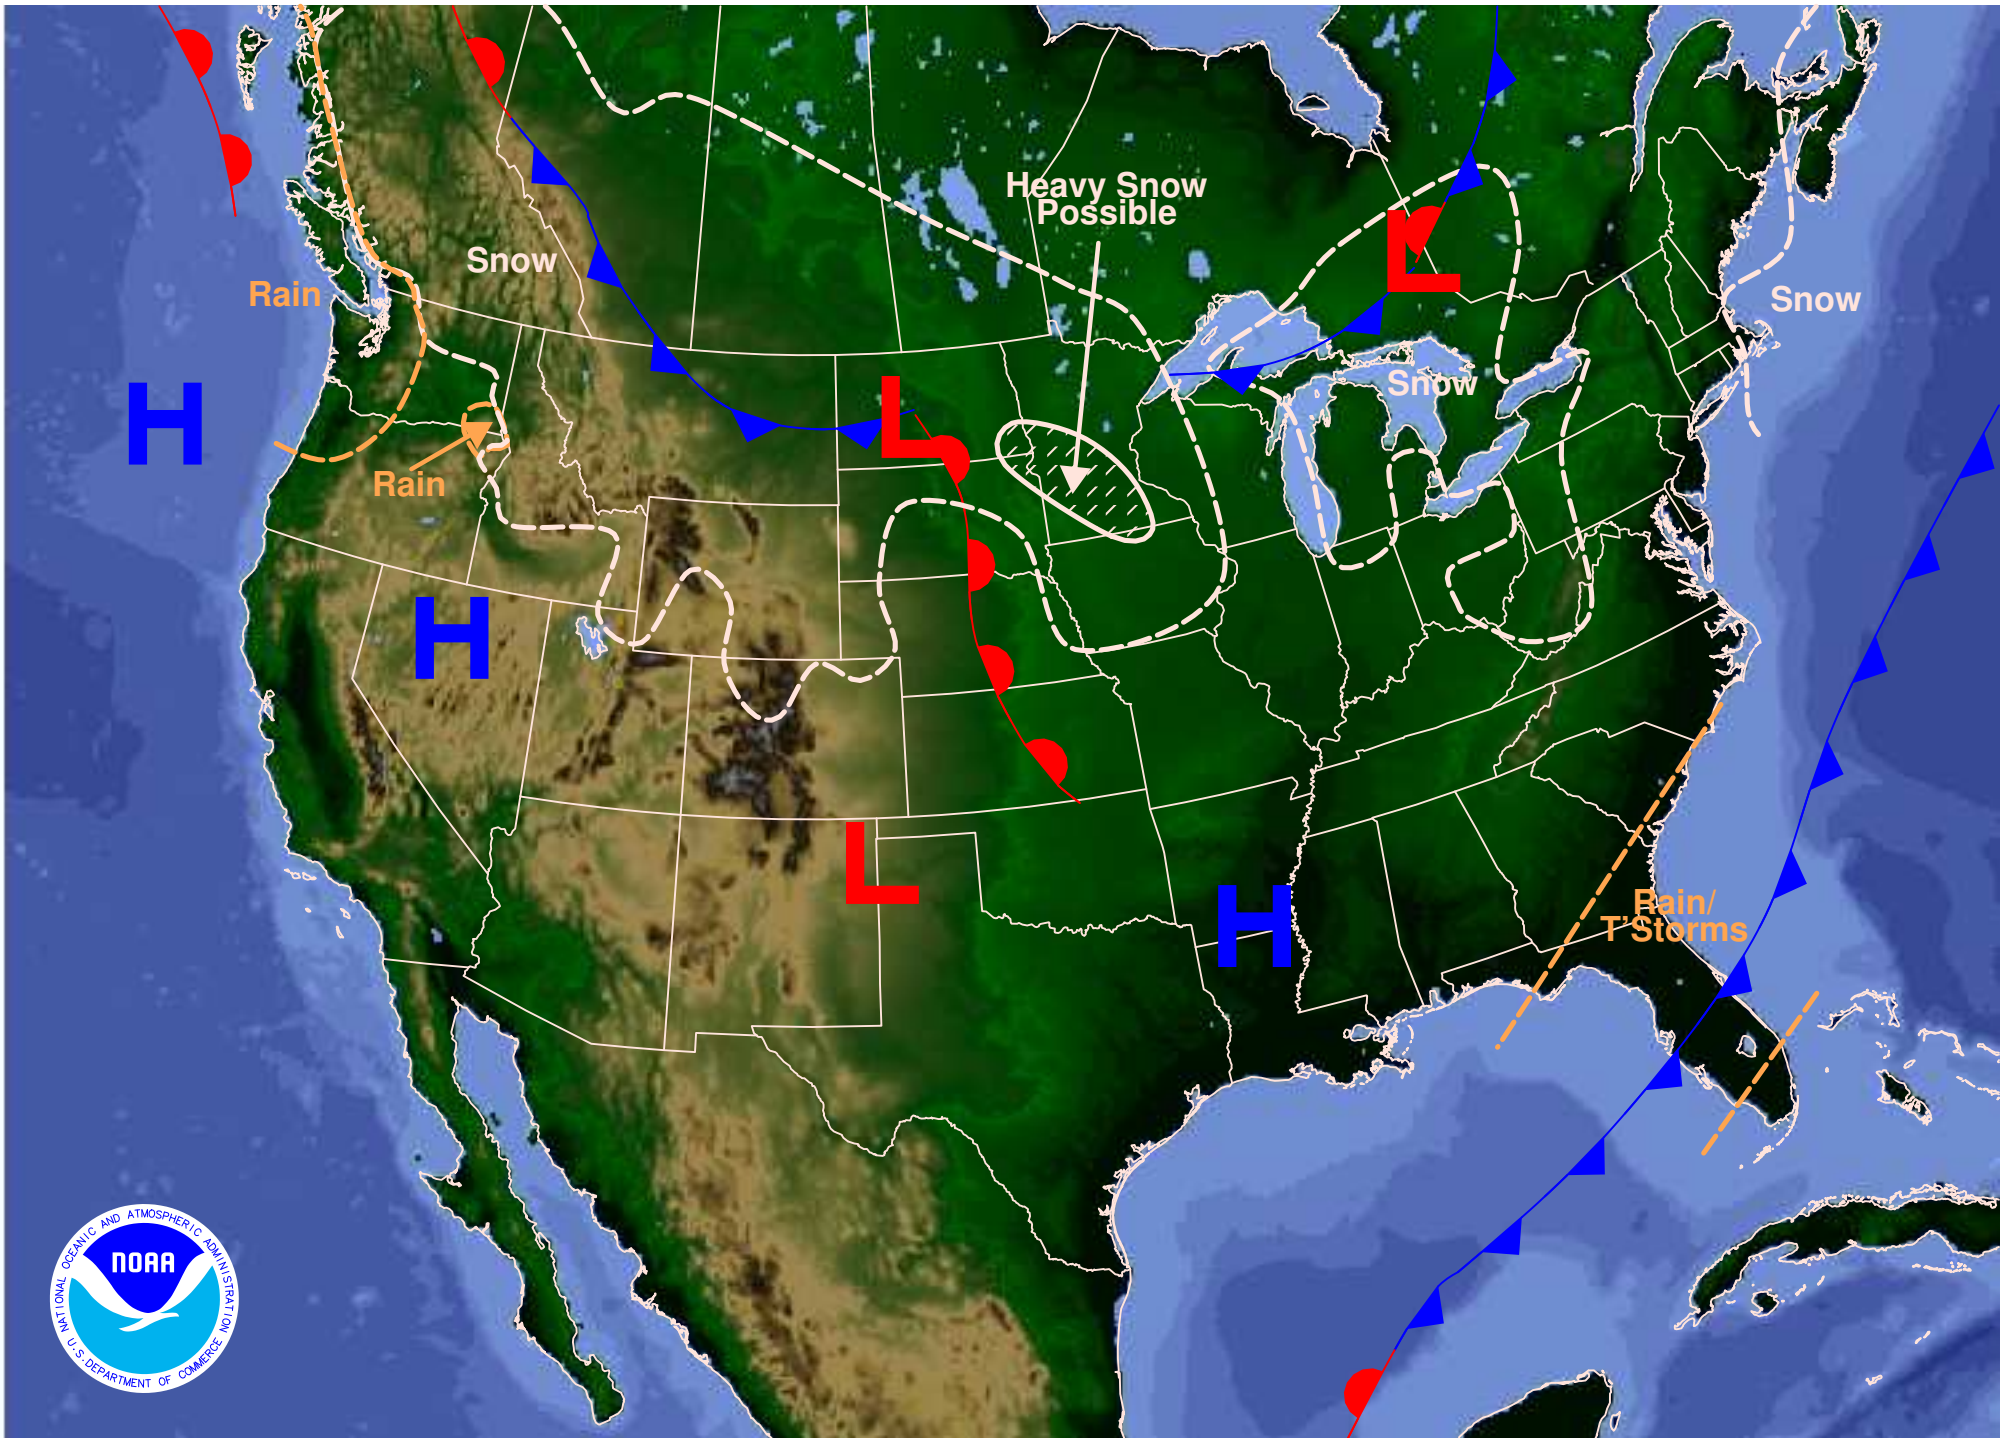 Heavy Snow
Possible
Snow
Rain
Snow
L
Snow
H
L
Rain
H
L
H
Rain/
T'Storms
NOAA
NATIONAL OCEANIC AND ATMOSPHERIC ADMINISTRATION
U.S. DEPARTMENT OF COMMERCE